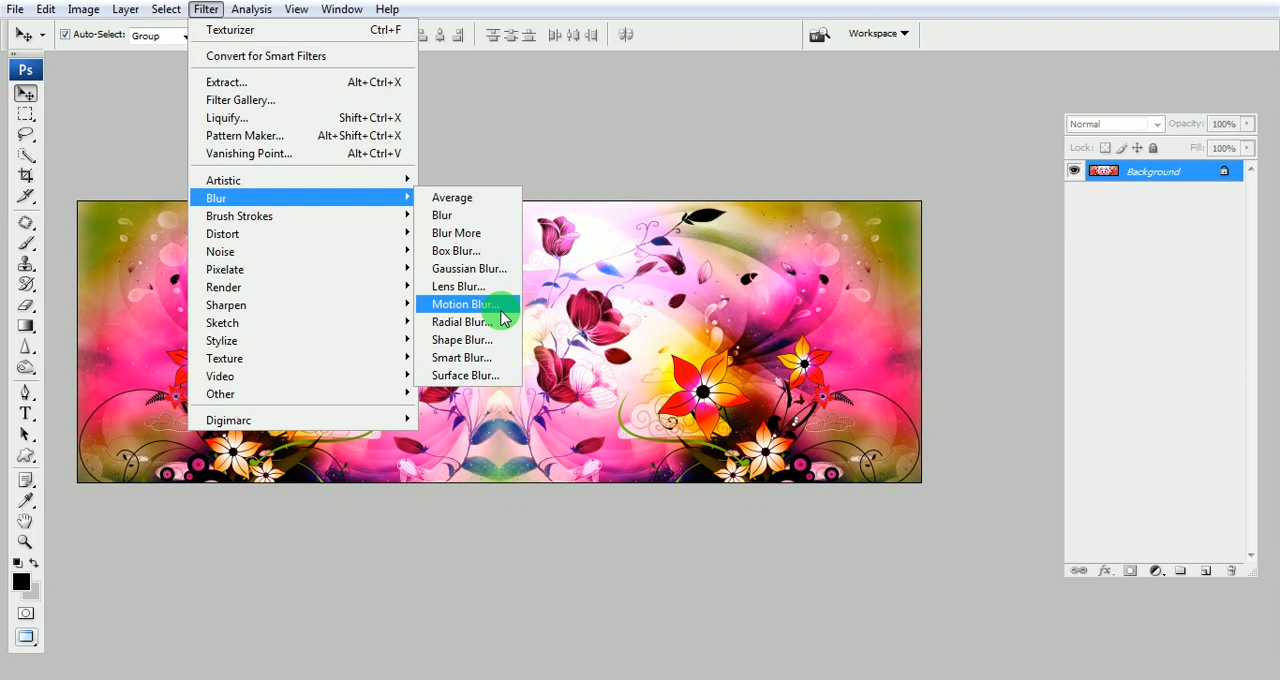 File Edit Image Layer Select Filter Analysis View Window Help
Auto-Select: Group
Workspace
Ps
Texturizer Ctrl+F
Convert for Smart Filters
Extract... Alt+Ctrl+X
Filter Gallery...
Liquify... Shift+Ctrl+X
Pattern Maker... Alt+Shift+Ctrl+X
Vanishing Point... Alt+Ctrl+V
Artistic
Blur
Brush Strokes
Distort
Noise
Pixelate
Render
Sharpen
Sketch
Stylize
Texture
Video
Other
Digimarc
Average
Blur
Blur More
Box Blur...
Gaussian Blur...
Lens Blur...
Motion Blur...
Radial Blur...
Shape Blur...
Smart Blur...
Surface Blur...
Normal Opacity: 100%
Lock: Fill: 100%
Background
T
fx